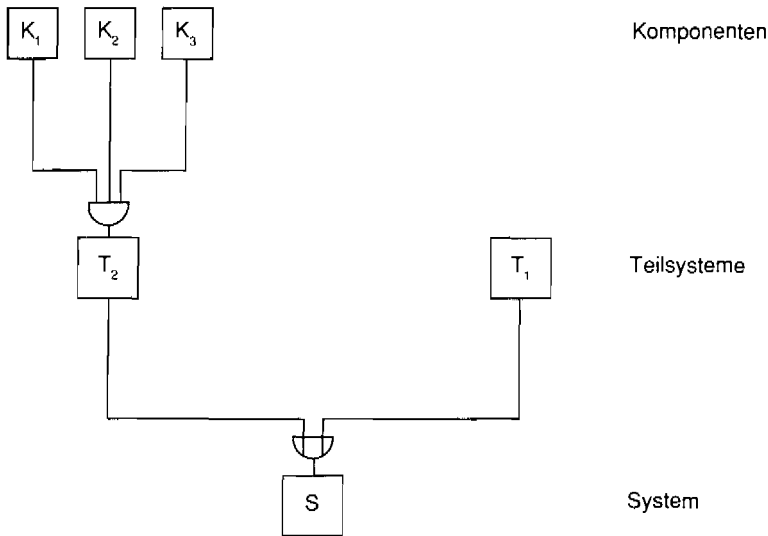 K₁ K₂ K₃ Komponenten
T₂ T₁ Teilsysteme
S System